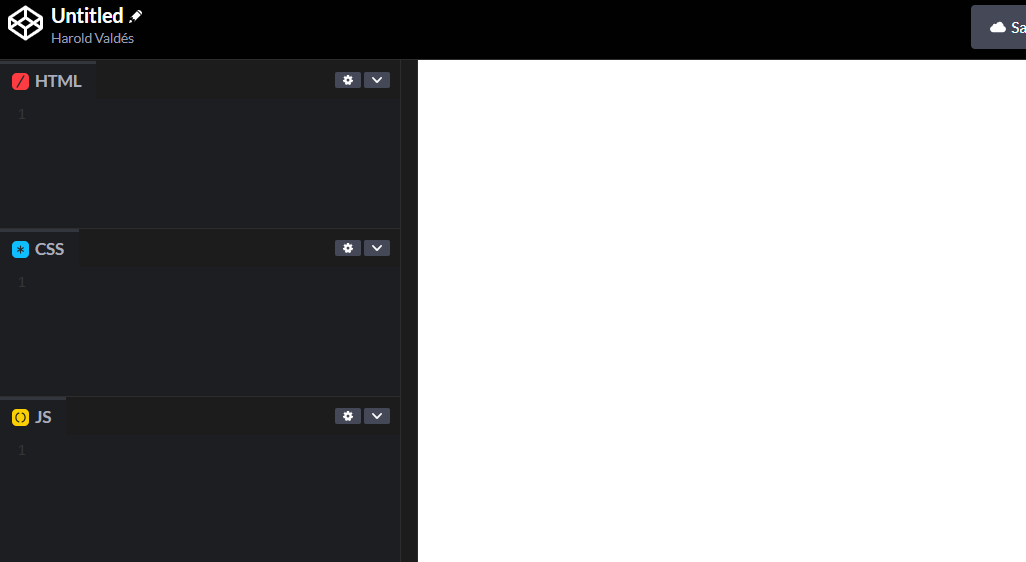 Untitled
Harold Valdés
Sa
HTML
1
CSS
1
JS
1